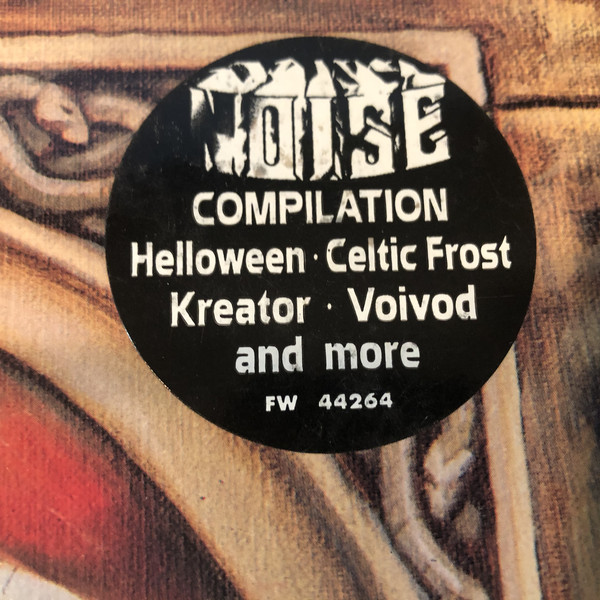 NOISE
COMPILATION
Helloween · Celtic Frost
Kreator · Voivod
and more
FW 44264